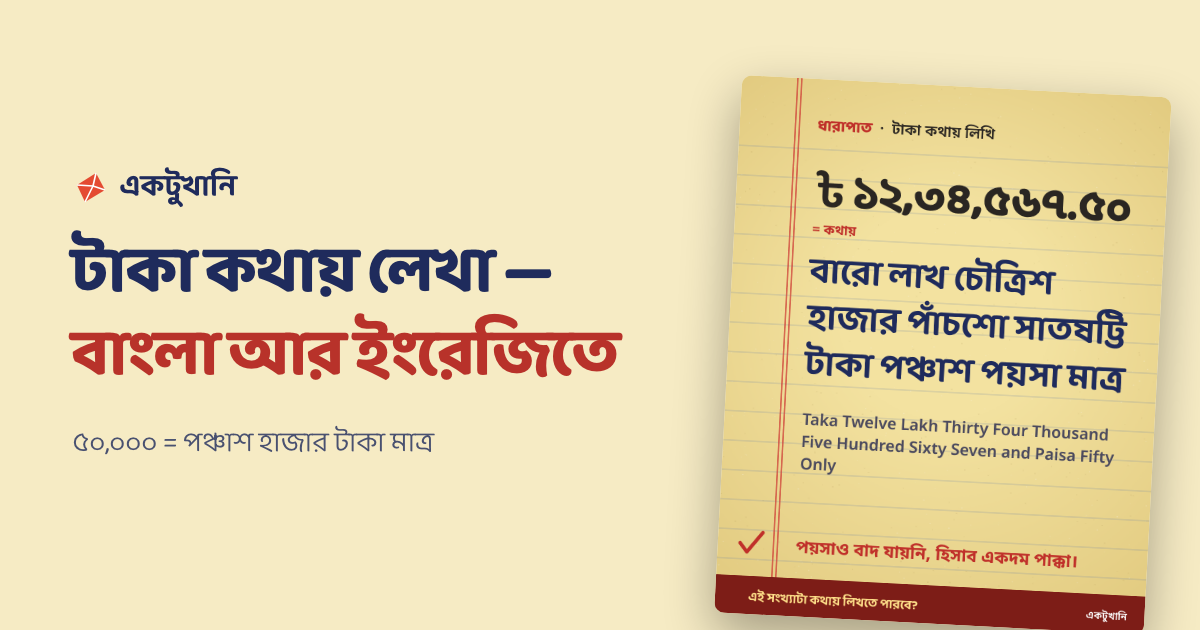 একটুখানি
টাকা কথায় লেখা —
বাংলা আর ইংরেজিতে
৫০,০০০ = পঞ্চাশ হাজার টাকা মাত্র
ধারাপাত · টাকা কথায় লিখি
৳ ১২,৩৪,৫৬৭.৫০
= কথায়
বারো লাখ চৌত্রিশ
হাজার পাঁচশো সাতষট্টি
টাকা পঞ্চাশ পয়সা মাত্র
Taka Twelve Lakh Thirty Four Thousand
Five Hundred Sixty Seven and Paisa Fifty
Only
পয়সাও বাদ যায়নি, হিসাব একদম পাক্কা।
এই সংখ্যাটা কথায় লিখতে পারবে?
একটুখানি